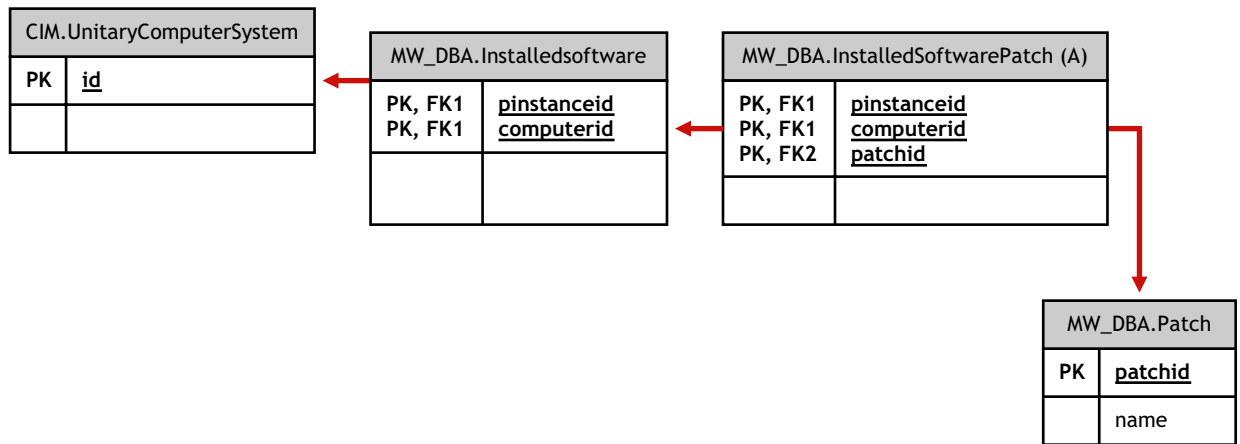 CIM.UnitaryComputerSystem
PK id
MW_DBA.Installedsoftware
PK, FK1 pinstanceid
PK, FK1 computerid
MW_DBA.InstalledSoftwarePatch (A)
PK, FK1 pinstanceid
PK, FK1 computerid
PK, FK2 patchid
MW_DBA.Patch
PK patchid
name